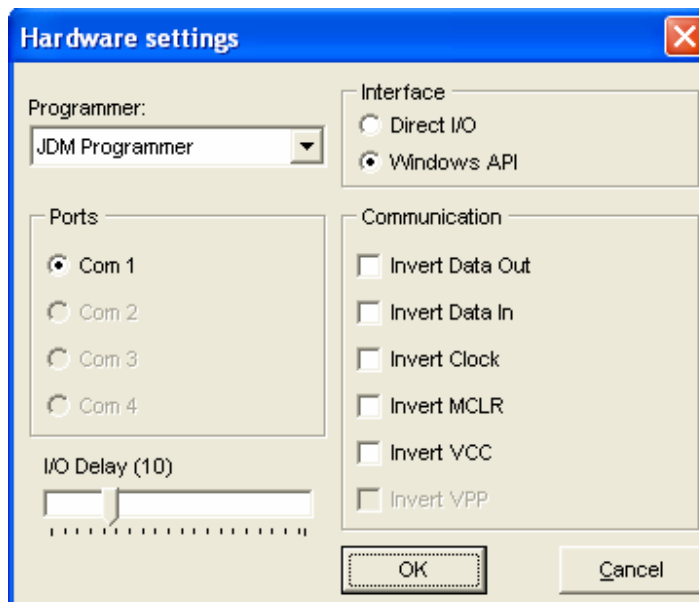 Hardware settings
Programmer:
JDM Programmer
Interface
Direct I/O
Windows API
Ports
Com 1
Com 2
Com 3
Com 4
Communication
Invert Data Out
Invert Data In
Invert Clock
Invert MCLR
Invert VCC
Invert VPP
I/O Delay (10)
OK
Cancel